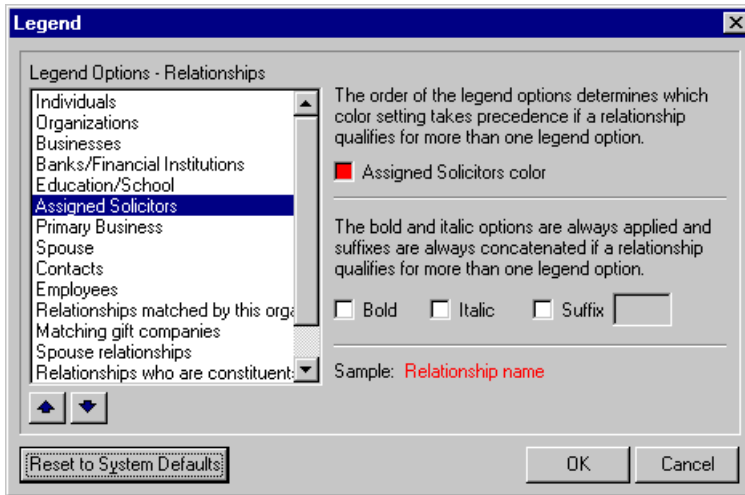 Legend
Legend Options - Relationships
Individuals
Organizations
Businesses
Banks/Financial Institutions
Education/School
Assigned Solicitors
Primary Business
Spouse
Contacts
Employees
Relationships matched by this orga
Matching gift companies
Spouse relationships
Relationships who are constituent
The order of the legend options determines which
color setting takes precedence if a relationship
qualifies for more than one legend option.
Assigned Solicitors color
The bold and italic options are always applied and
suffixes are always concatenated if a relationship
qualifies for more than one legend option.
Bold Italic Suffix
Sample: Relationship name
Reset to System Defaults
OK Cancel